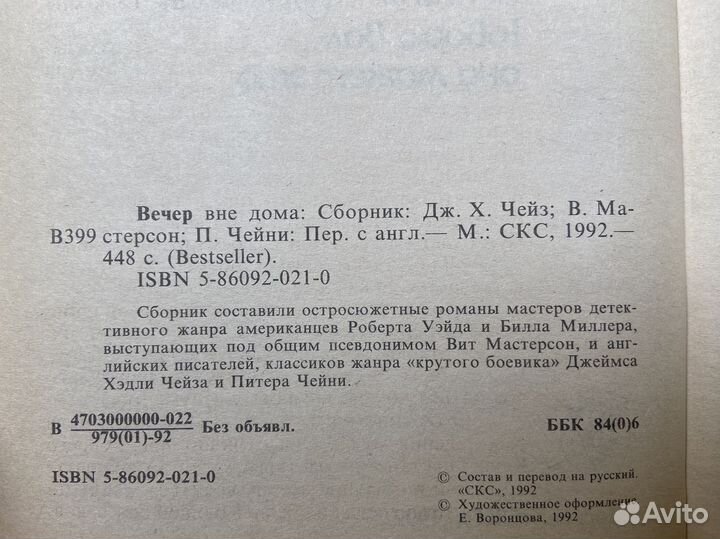 Вечер вне дома: Сборник: Дж. Х. Чейз; В. Ма-
В399 стерсон; П. Чейни: Пер. с англ.— М.: СКС, 1992.—
448 с. (Bestseller).
ISBN 5-86092-021-0
Сборник составили остросюжетные романы мастеров детек-
тивного жанра американцев Роберта Уэйда и Билла Миллера,
выступающих под общим псевдонимом Вит Мастерсон, и ан-
глийских писателей, классиков жанра «крутого боевика» Джеймса
Хэдли Чейза и Питера Чейни.
В 4703000000-022
979(01)-92 Без объявл.
ББК 84(0)6
ISBN 5-86092-021-0
© Состав и перевод на русский.
«СКС», 1992
© Художественное оформление
Е. Воронцова, 1992
Avito